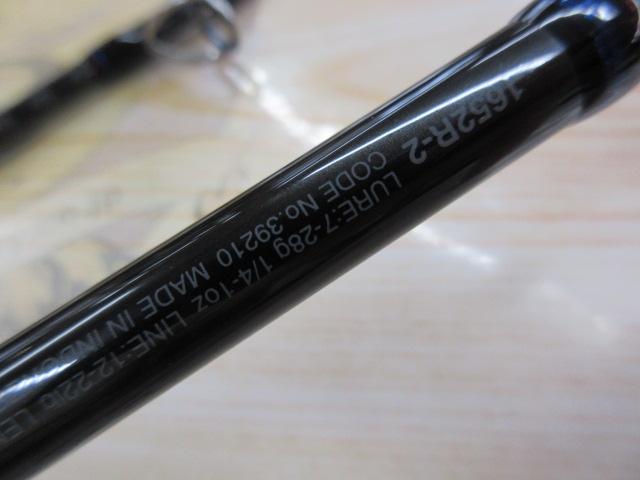 1652R-2
LURE:7-28g 1/4-1oz LINE:12-22lb
CODE No.39210 MADE IN